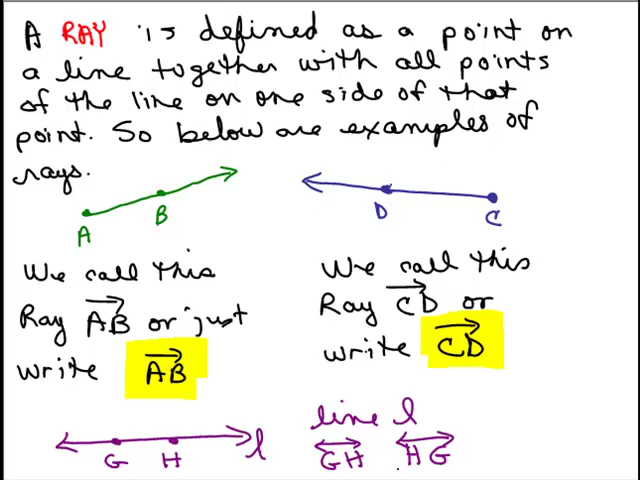 A RAY is defined as a point on
a line together with all points
of the line on one side of that
point. So below are examples of
rays.
A B
D C
We call this
Ray AB or just
write AB
We call this
Ray CD or
write CD
G H l
line l
GH HG